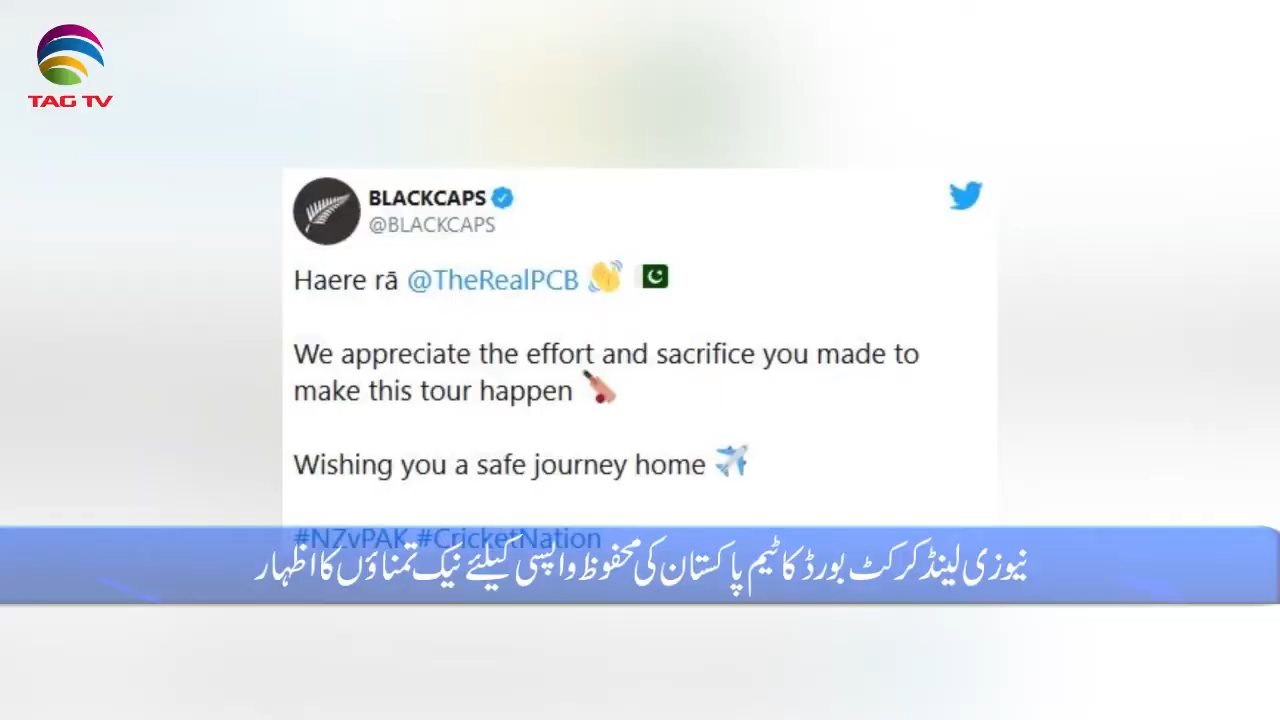 TAG TV
BLACKCAPS
@BLACKCAPS
Haere rā @TheRealPCB 👋 🇵🇰
We appreciate the effort and sacrifice you made to
make this tour happen 🏏
Wishing you a safe journey home ✈️
#NZvPAK #CricketNation
نیوزی لینڈ کرکٹ بورڈ کا ٹیم پاکستان کی محفوظ واپسی کیلئے نیک تمناؤں کا اظہار